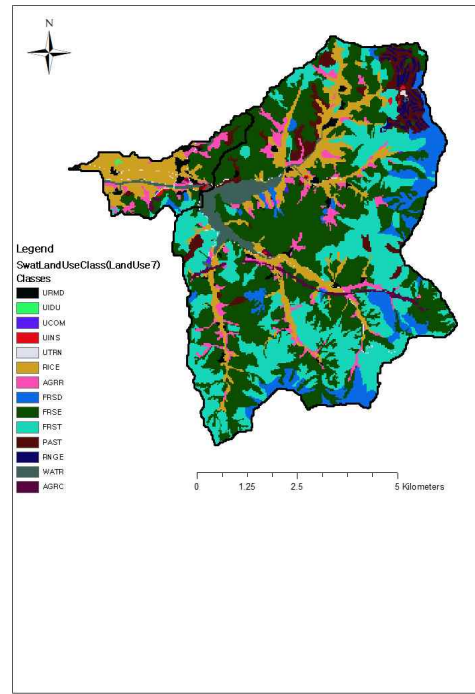 N
Legend
SwatLandUseClass(LandUse7)
Classes
URMD
UIDU
UCOM
UINS
UTRN
RICE
AGRR
FRSD
FRSE
FRST
PAST
RNGE
WATR
AGRC
0 1.25 2.5 5 Kilometers